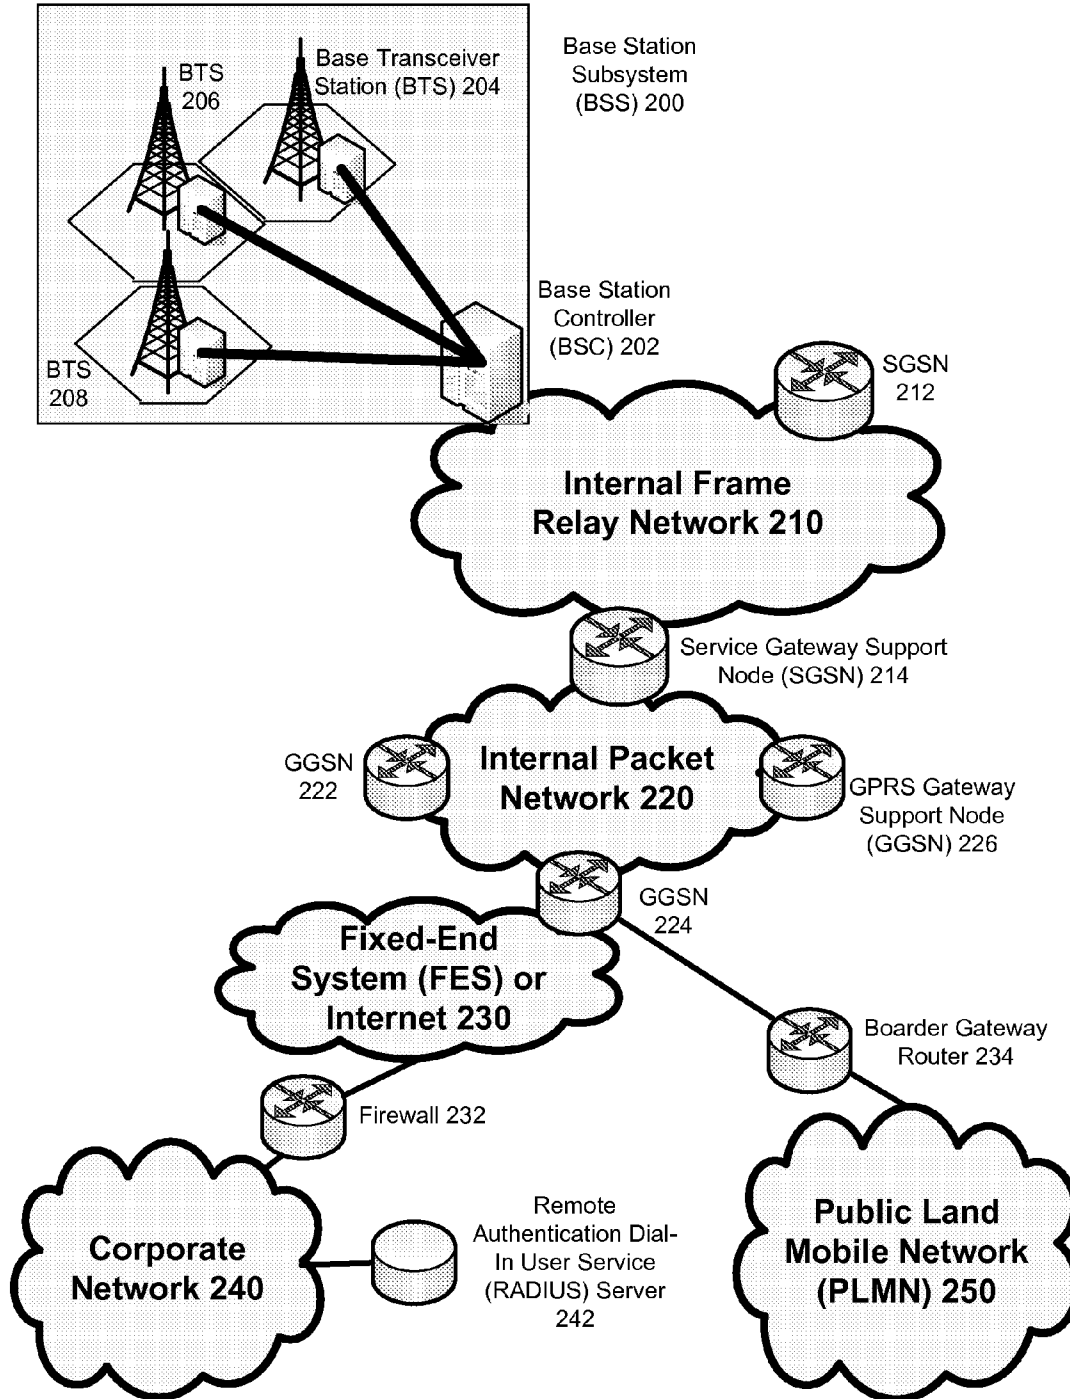 BTS
206
Base Transceiver
Station (BTS) 204
Base Station
Subsystem
(BSS) 200
BTS
208
Base Station
Controller
(BSC) 202
SGSN
212
Internal Frame
Relay Network 210
Service Gateway Support
Node (SGSN) 214
GGSN
222
Internal Packet
Network 220
GPRS Gateway
Support Node
(GGSN) 226
GGSN
224
Fixed-End
System (FES) or
Internet 230
Boarder Gateway
Router 234
Firewall 232
Corporate
Network 240
Remote
Authentication Dial-
In User Service
(RADIUS) Server
242
Public Land
Mobile Network
(PLMN) 250